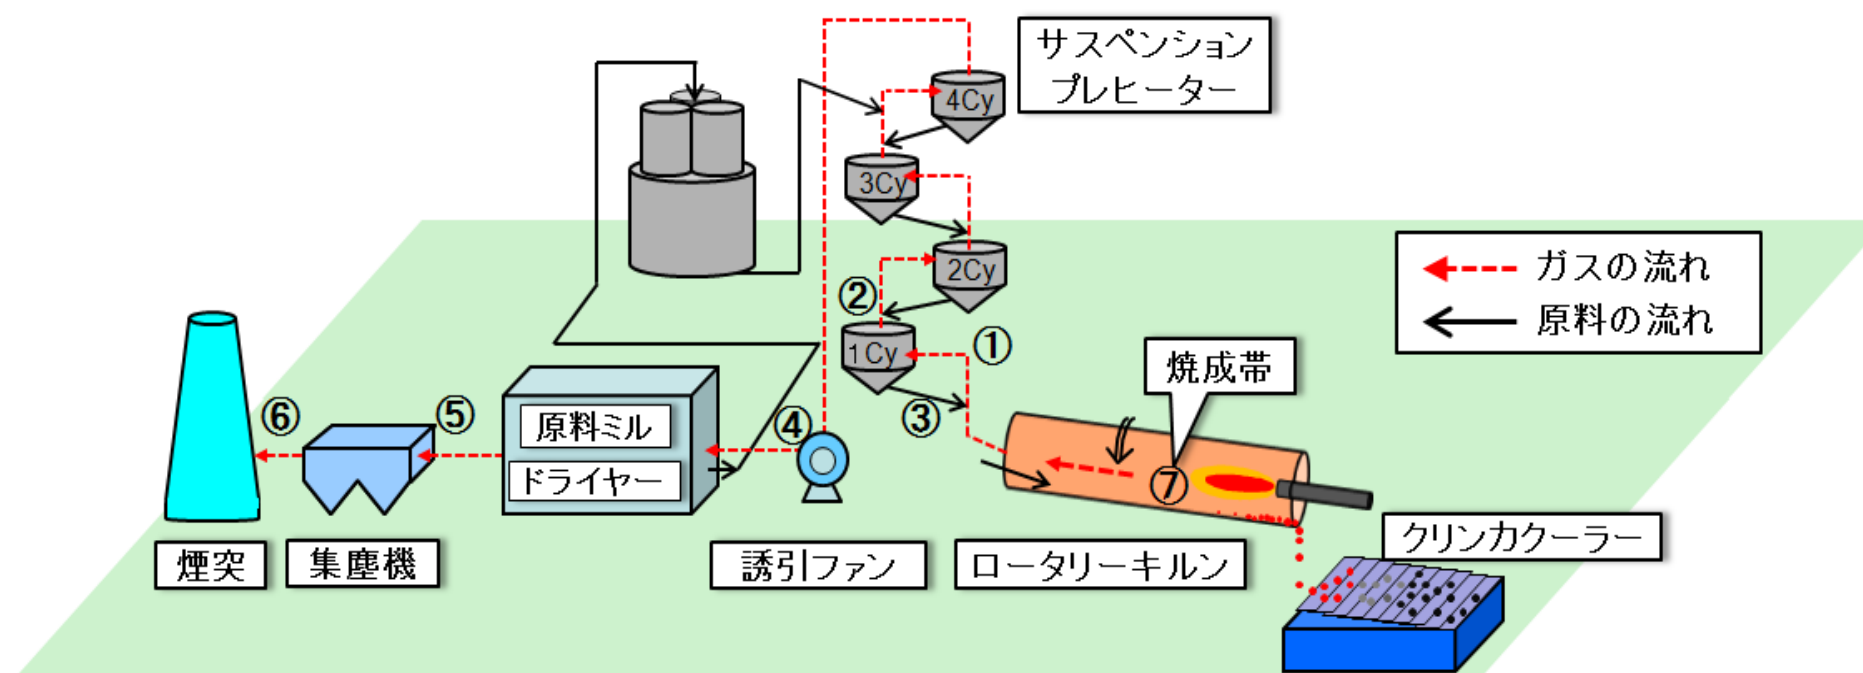 サスペンション
プレヒーター
4Cy
3Cy
2Cy
②
1Cy
①
③
ガスの流れ
原料の流れ
焼成帯
⑥
⑤
原料ミル
ドライヤー
④
⑦
煙突
集塵機
誘引ファン
ロータリーキルン
クリンカクーラー